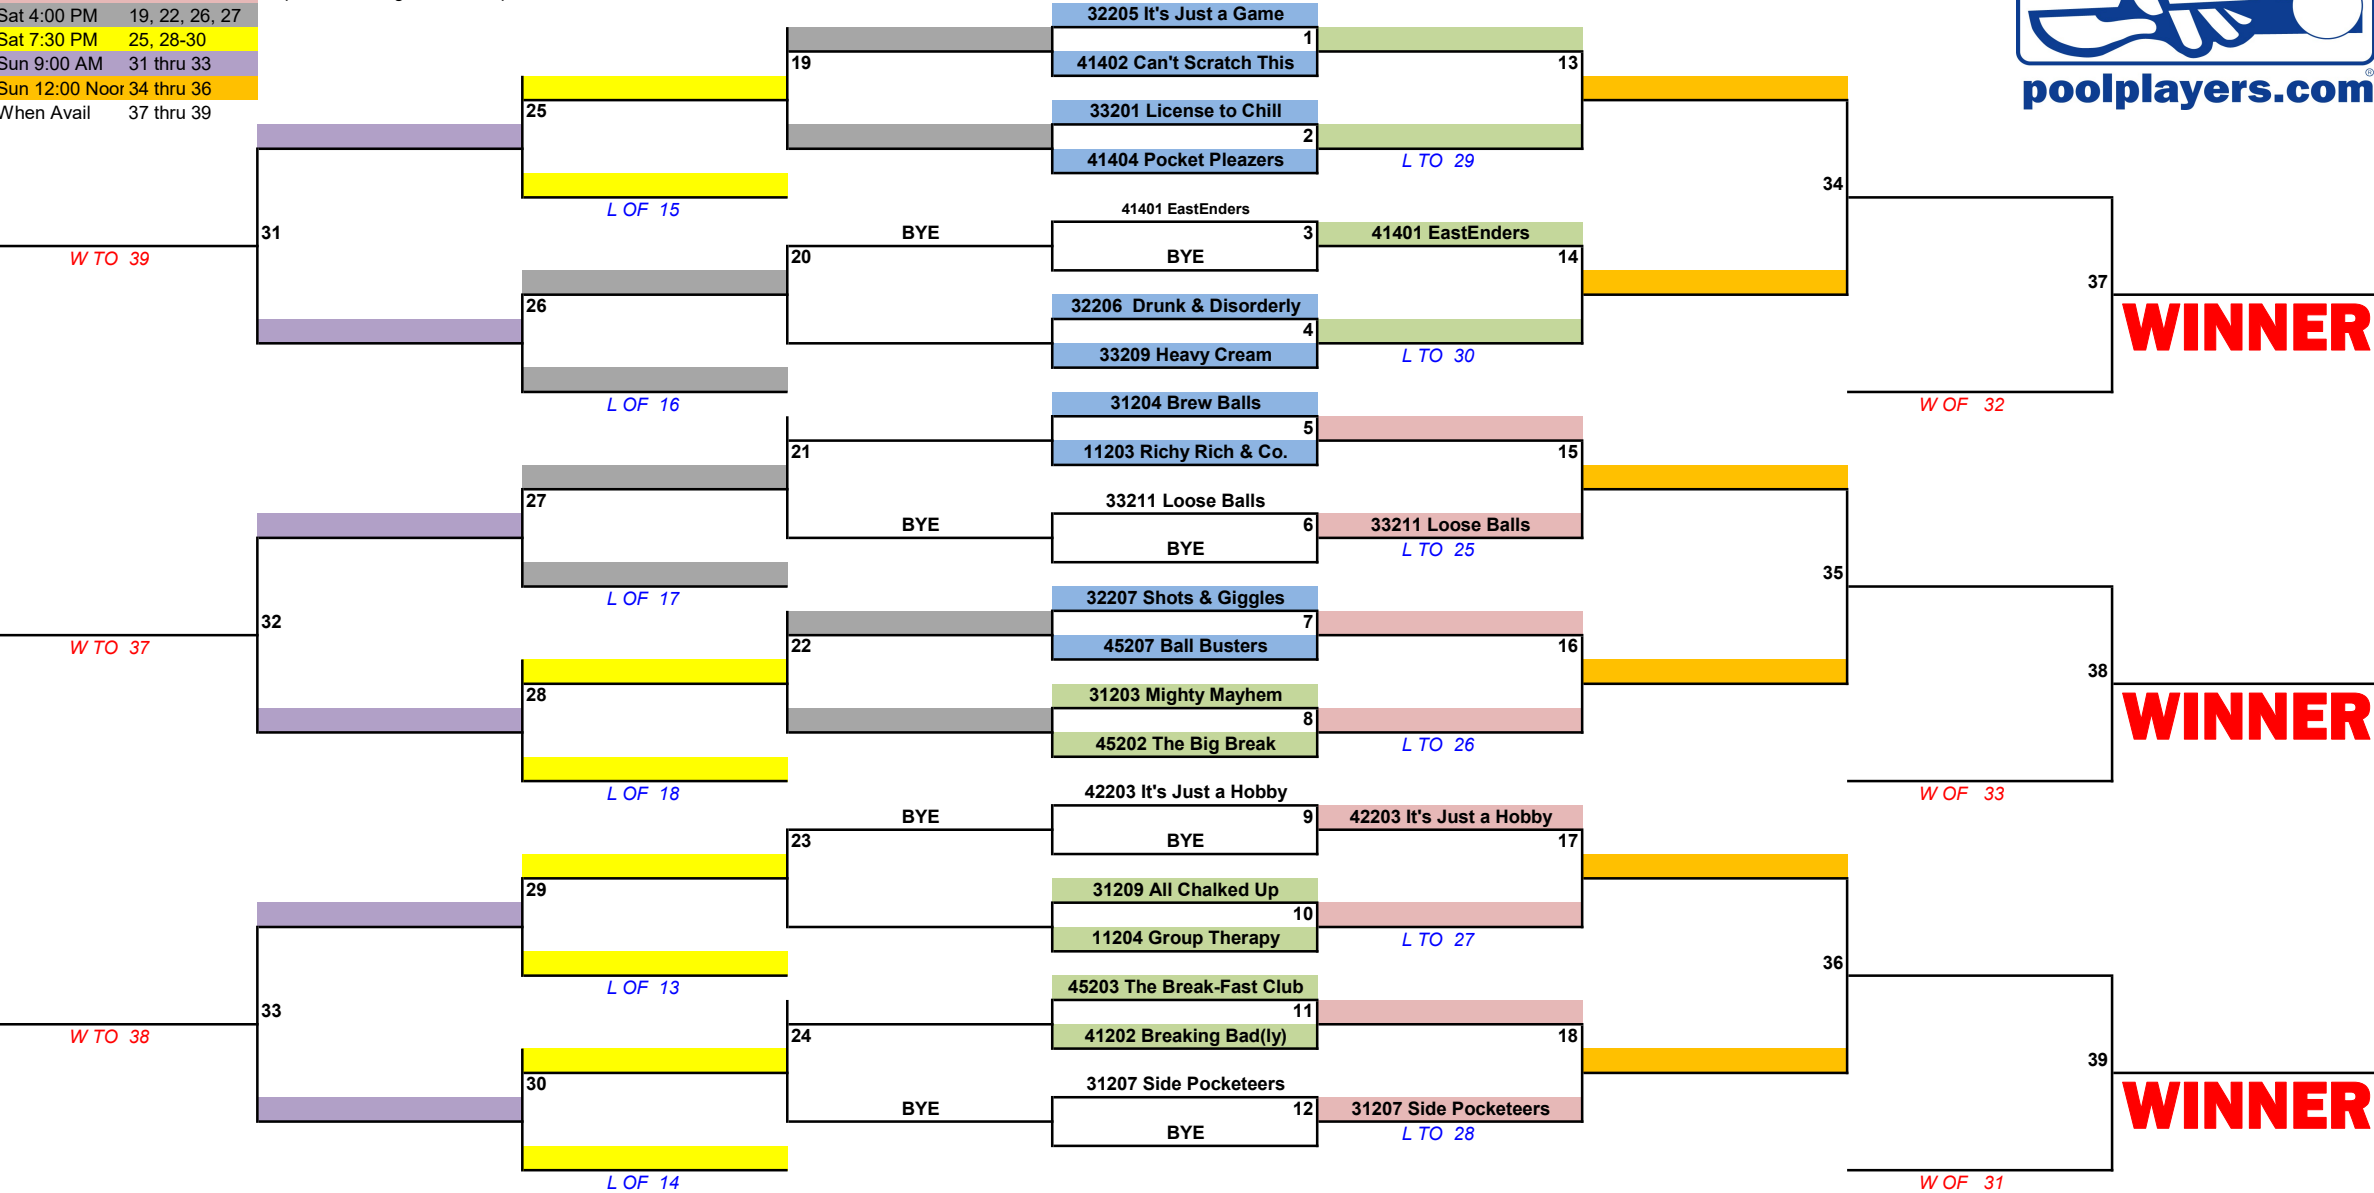 Sat 4:00 PM 19, 22, 26, 27
Sat 7:30 PM 25, 28-30
Sun 9:00 AM 31 thru 33
Sun 12:00 Noon 34 thru 36
When Avail 37 thru 39
poolplayers.com®
32205 It's Just a Game
1
41402 Can't Scratch This
19
13
25
33201 License to Chill
2
41404 Pocket Pleazers
L TO 29
34
L OF 15
41401 EastEnders
31
BYE
3
41401 EastEnders
W TO 39
20
BYE
14
37
26
32206 Drunk & Disorderly
4
WINNER
33209 Heavy Cream
L TO 30
L OF 16
31204 Brew Balls
W OF 32
5
21
11203 Richy Rich & Co.
15
27
33211 Loose Balls
BYE
6
33211 Loose Balls
BYE
L TO 25
35
L OF 17
32207 Shots & Giggles
32
7
W TO 37
22
45207 Ball Busters
16
38
28
31203 Mighty Mayhem
8
WINNER
45202 The Big Break
L TO 26
L OF 18
42203 It's Just a Hobby
W OF 33
BYE
9
42203 It's Just a Hobby
23
BYE
17
29
31209 All Chalked Up
10
11204 Group Therapy
L TO 27
36
L OF 13
45203 The Break-Fast Club
33
11
W TO 38
24
41202 Breaking Bad(ly)
18
39
30
31207 Side Pocketeers
BYE
12
31207 Side Pocketeers
WINNER
BYE
L TO 28
L OF 14
W OF 31